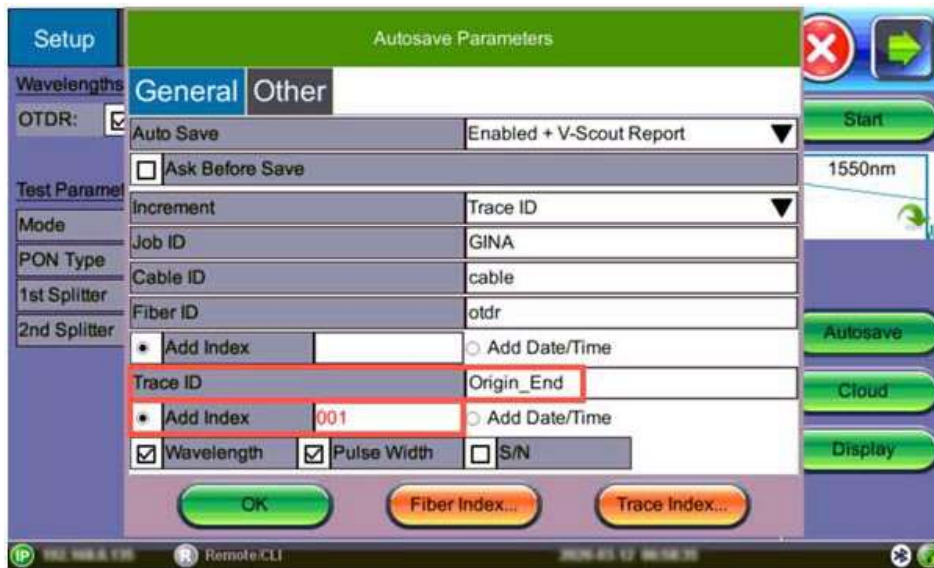 Setup
Autosave Parameters
Wavelengths
General Other
OTDR:
Auto Save Enabled + V-Scout Report
Start
Ask Before Save
1550nm
Test Paramet
Increment Trace ID
Mode
Job ID GINA
PON Type
Cable ID cable
1st Splitter
Fiber ID otdr
2nd Splitter
Add Index Add Date/Time
Autosave
Trace ID Origin_End
Cloud
Add Index 001 Add Date/Time
Wavelength Pulse Width S/N
Display
OK Fiber Index... Trace Index...
IP
R Remote/CLI